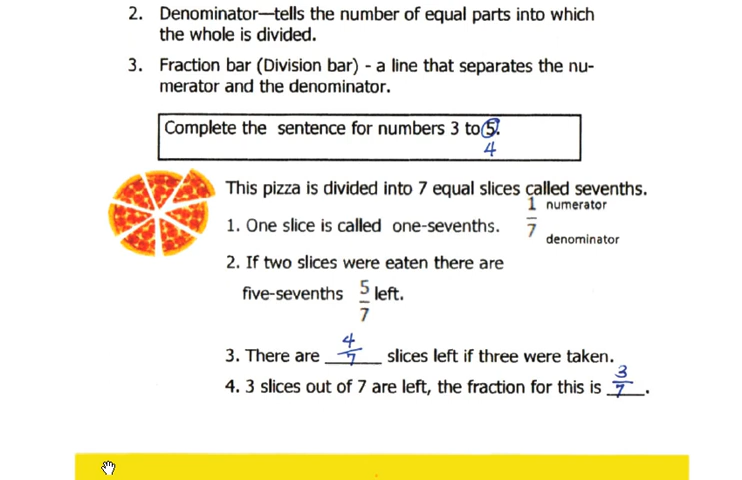 2. Denominator—tells the number of equal parts into which
the whole is divided.
3. Fraction bar (Division bar) - a line that separates the nu-
merator and the denominator.
Complete the sentence for numbers 3 to 5.
4
This pizza is divided into 7 equal slices called sevenths.
1. One slice is called one-sevenths. 1/7 numerator
denominator
2. If two slices were eaten there are
five-sevenths 5/7 left.
3. There are 4/7 slices left if three were taken.
4. 3 slices out of 7 are left, the fraction for this is 3/7.